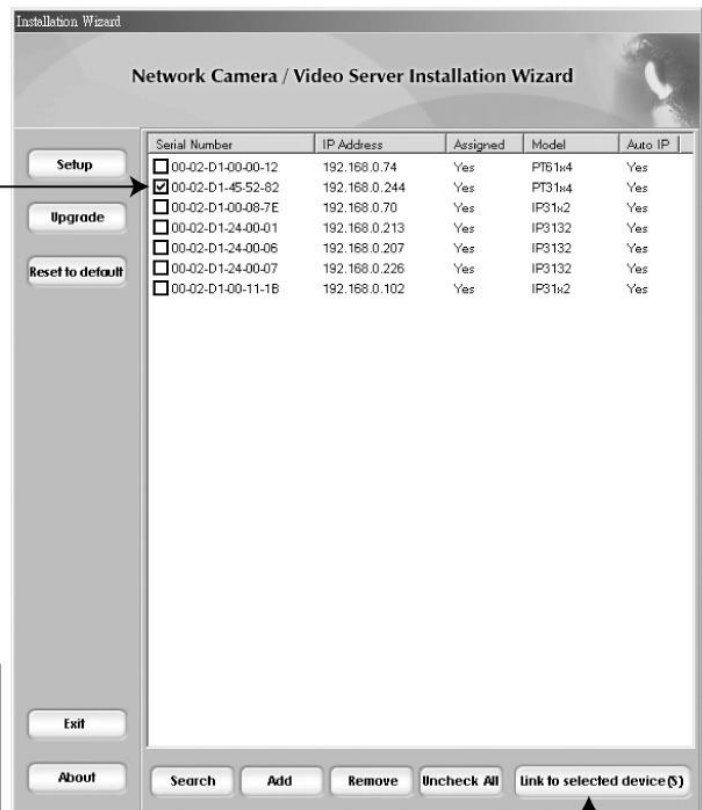 Installation Wizard
Network Camera / Video Server Installation Wizard
Serial Number IP Address Assigned Model Auto IP
00-02-D1-00-00-12 192.168.0.74 Yes PT61x4 Yes
00-02-D1-45-52-82 192.168.0.244 Yes PT31x4 Yes
00-02-D1-00-08-7E 192.168.0.70 Yes IP31x2 Yes
00-02-D1-24-00-01 192.168.0.213 Yes IP3132 Yes
00-02-D1-24-00-06 192.168.0.207 Yes IP3132 Yes
00-02-D1-24-00-07 192.168.0.226 Yes IP3132 Yes
00-02-D1-00-11-1B 192.168.0.102 Yes IP31x2 Yes
Setup
Upgrade
Reset to default
Exit
About
Search Add Remove Uncheck All Link to selected device(S)